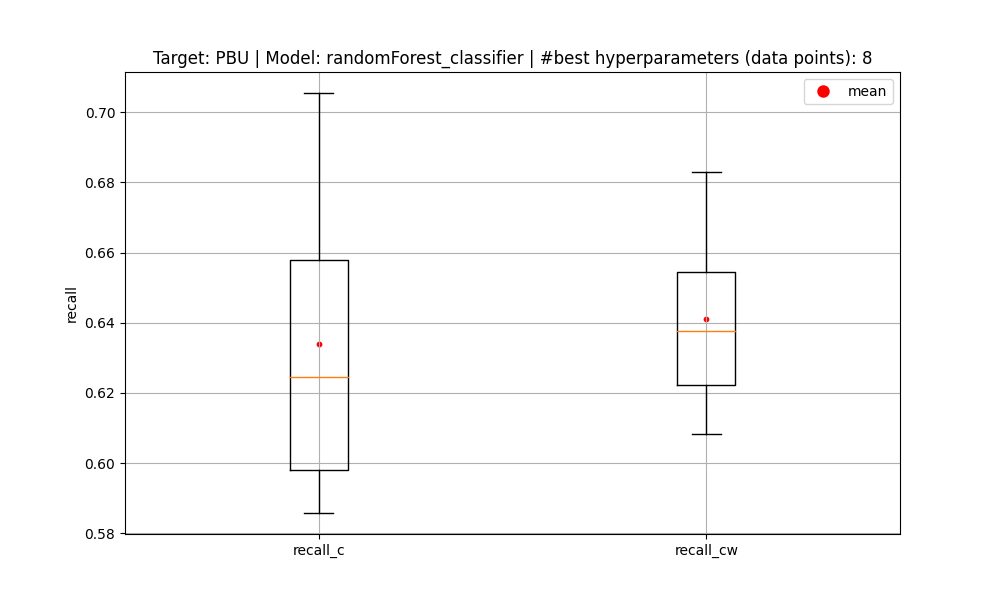 Target: PBU | Model: randomForest_classifier | #best hyperparameters (data points): 8
mean
0.70
0.68
0.66
0.64
0.62
0.60
0.58
recall
recall_c
recall_cw